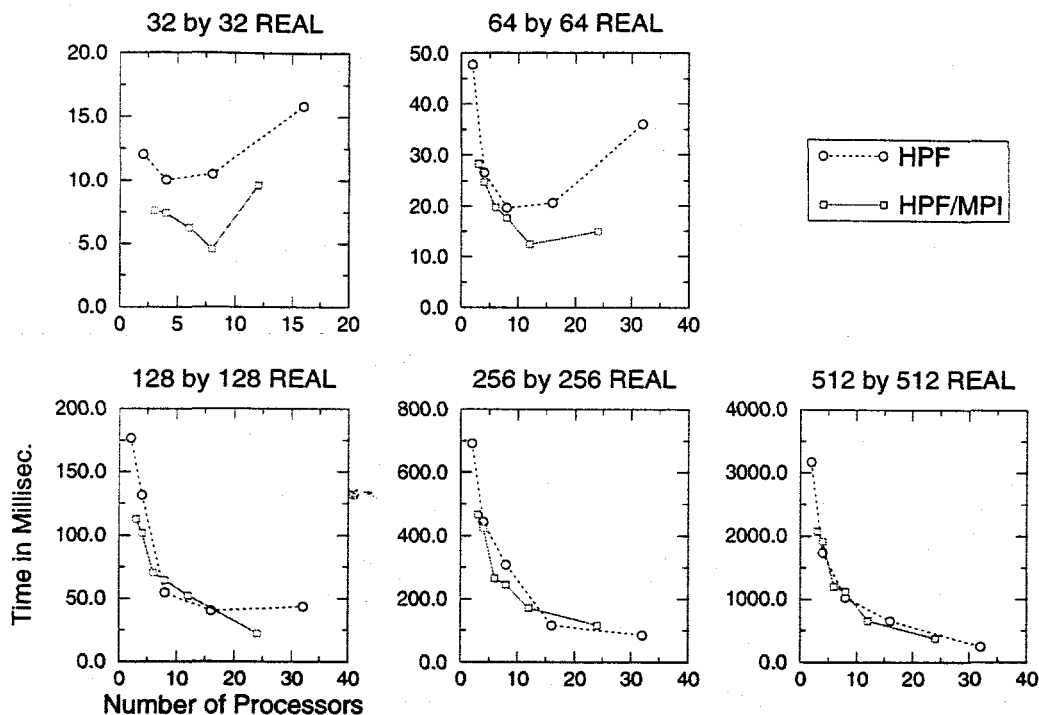 32 by 32 REAL
20.0
15.0
10.0
5.0
0.0
0 5 10 15 20
64 by 64 REAL
50.0
40.0
30.0
20.0
10.0
0.0
0 10 20 30 40
HPF
HPF/MPI
128 by 128 REAL
200.0
150.0
100.0
50.0
0.0
0 10 20 30 40
Time in Millisec.
Number of Processors
256 by 256 REAL
800.0
600.0
400.0
200.0
0.0
0 10 20 30 40
512 by 512 REAL
4000.0
3000.0
2000.0
1000.0
0.0
0 10 20 30 40